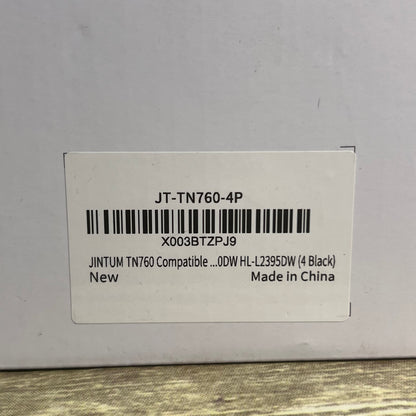 JT-TN760-4P
X003BTZPJ9
JINTUM TN760 Compatible ...0DW HL-L2395DW (4 Black)
New
Made in China